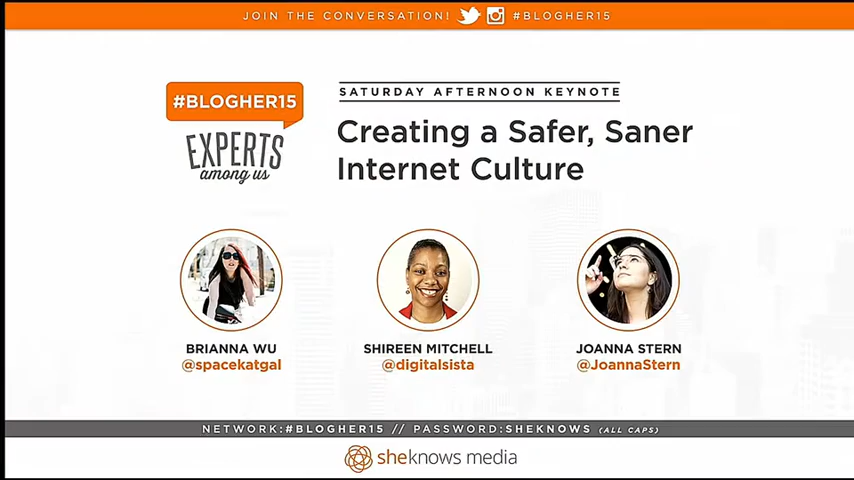 JOIN THE CONVERSATION! #BLOGHER15
#BLOGHER15
EXPERTS
among us
SATURDAY AFTERNOON KEYNOTE
Creating a Safer, Saner
Internet Culture
BRIANNA WU
@spacekatgal
SHIREEN MITCHELL
@digitalsista
JOANNA STERN
@JoannaStern
NETWORK:#BLOGHER15 // PASSWORD:SHEKNOWS (ALL CAPS)
sheknows media